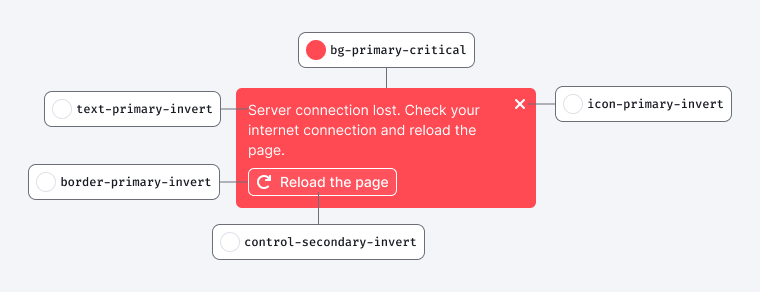 bg-primary-critical
text-primary-invert
Server connection lost. Check your
internet connection and reload the
page.
icon-primary-invert
border-primary-invert
Reload the page
control-secondary-invert